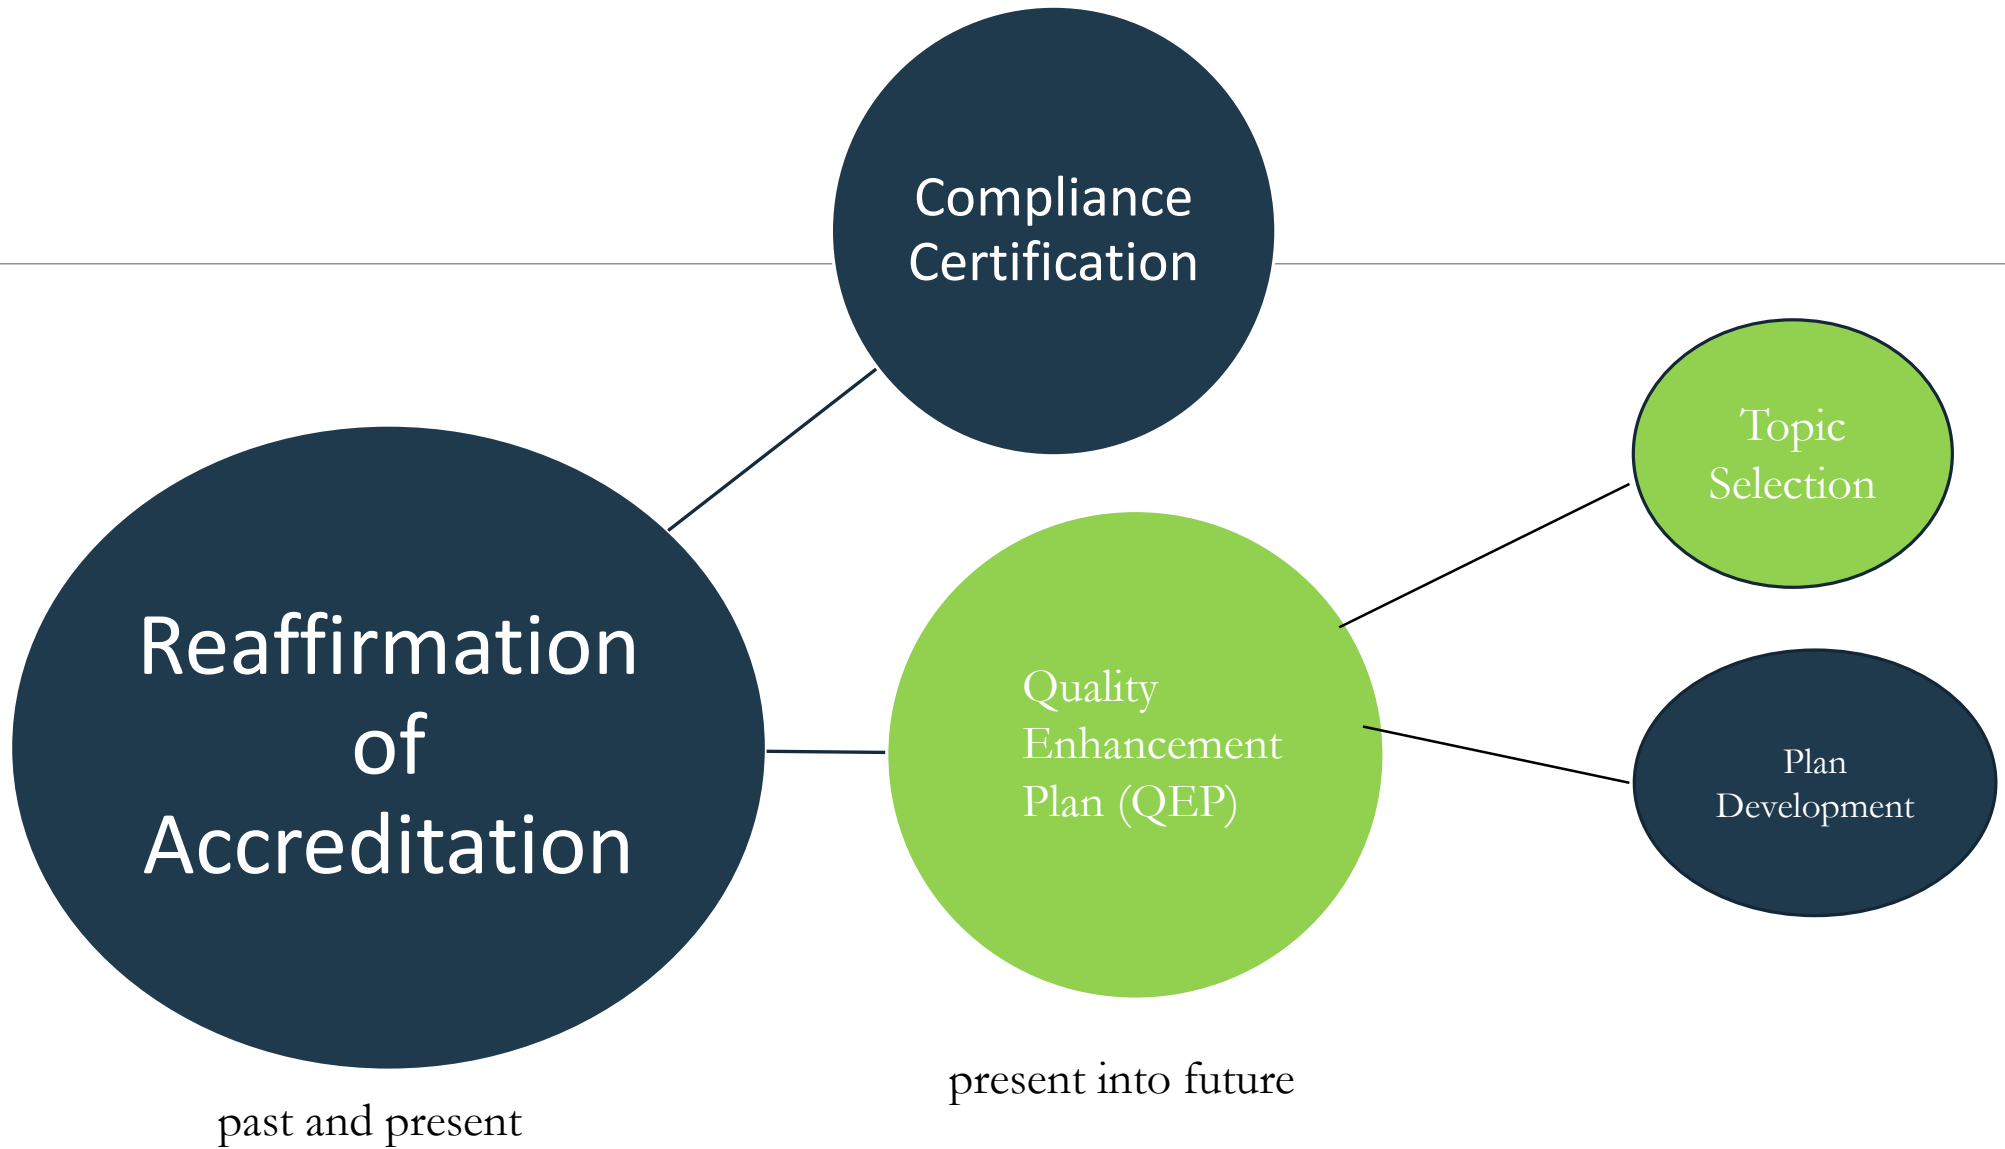 Compliance
Certification
Reaffirmation
of
Accreditation
Quality
Enhancement
Plan (QEP)
Topic
Selection
Plan
Development
past and present
present into future